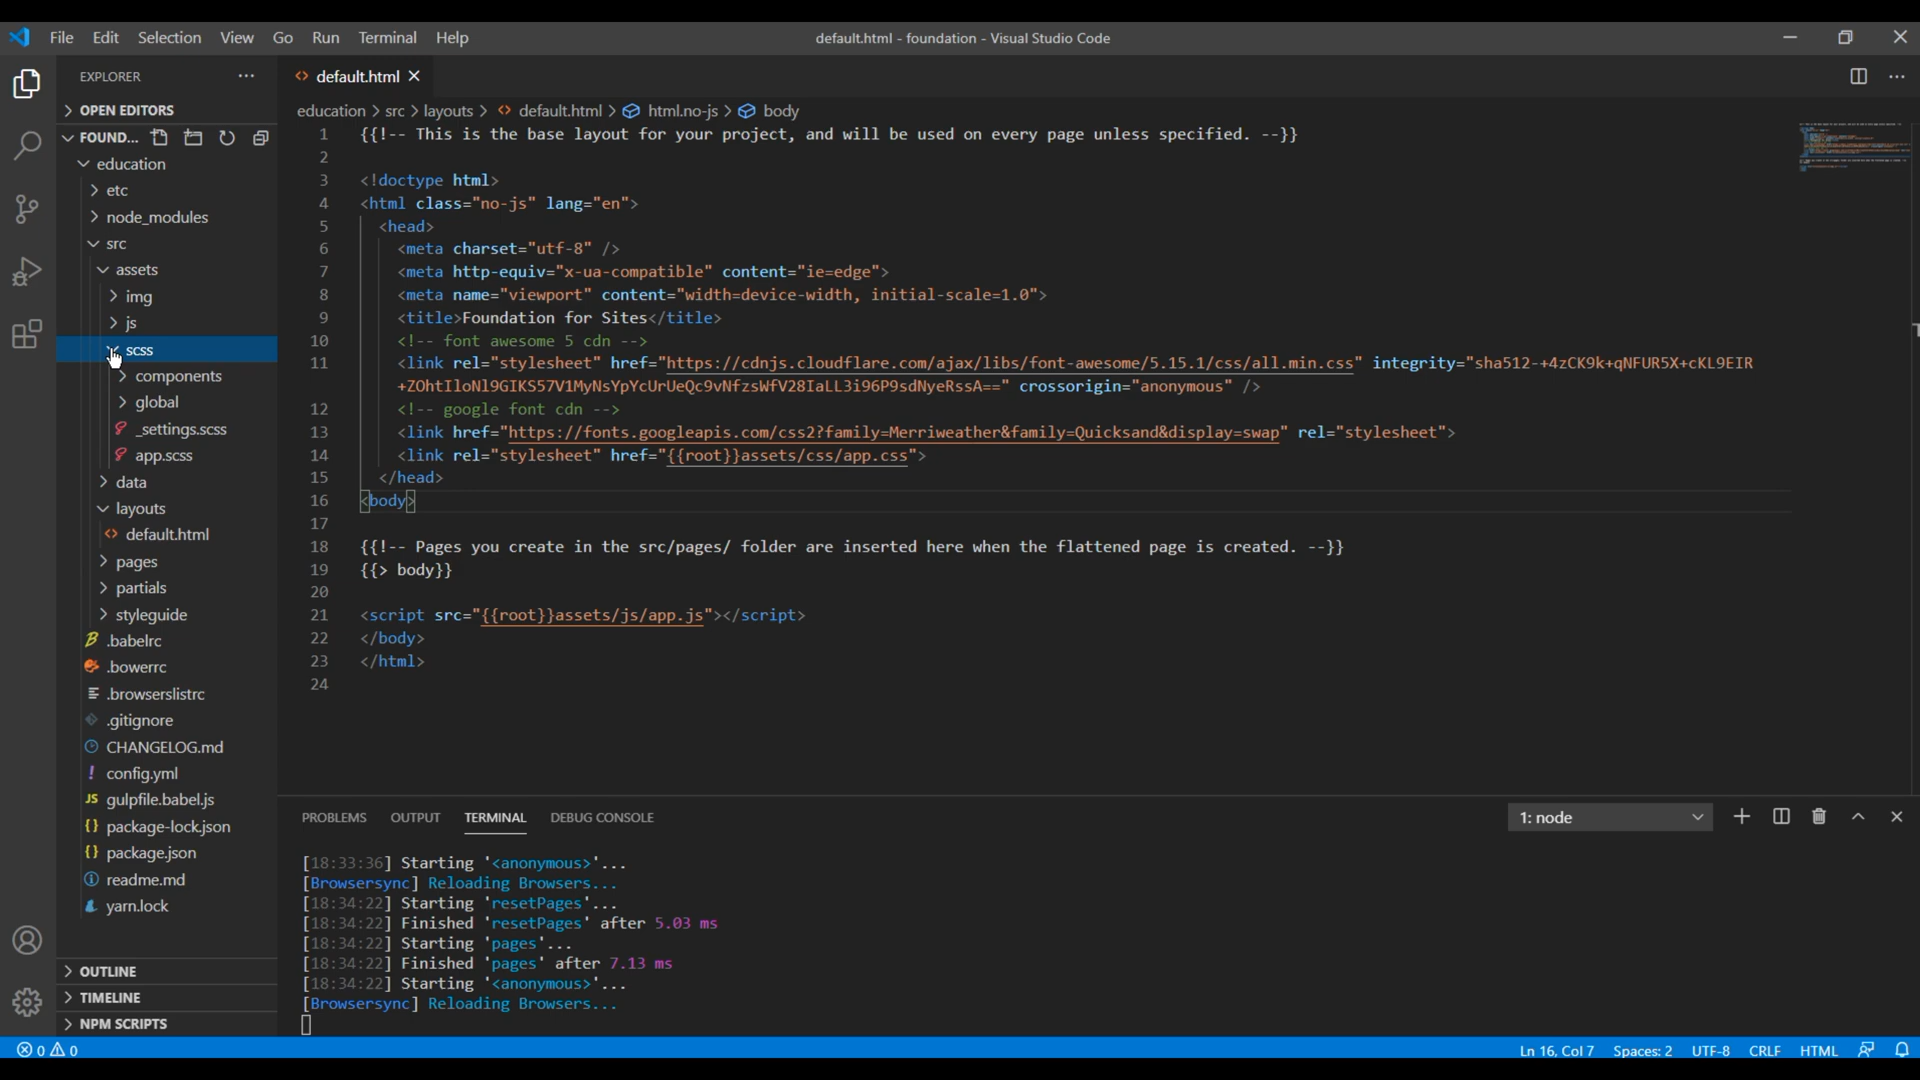 File Edit Selection View Go Run Terminal Help
default.html - foundation - Visual Studio Code
EXPLORER
OPEN EDITORS
FOUND...
education
etc
node_modules
src
assets
img
js
scss
components
global
_settings.scss
app.scss
data
layouts
default.html
pages
partials
styleguide
.babelrc
.bowerrc
.browserslistrc
.gitignore
CHANGELOG.md
config.yml
JS gulpfile.babel.js
{} package-lock.json
{} package.json
readme.md
yarn.lock
OUTLINE
TIMELINE
NPM SCRIPTS
default.html
education > src > layouts > default.html > html.no-js > body
1 {{!-- This is the base layout for your project, and will be used on every page unless specified. --}}
2
3 <!doctype html>
4 <html class="no-js" lang="en">
5 <head>
6 <meta charset="utf-8" />
7 <meta http-equiv="x-ua-compatible" content="ie=edge">
8 <meta name="viewport" content="width=device-width, initial-scale=1.0">
9 <title>Foundation for Sites</title>
10 <!-- font awesome 5 cdn -->
11 <link rel="stylesheet" href="https://cdnjs.cloudflare.com/ajax/libs/font-awesome/5.15.1/css/all.min.css" integrity="sha512-+4zCK9k+qNFUR5X+cKL9EIR
+ZOhtIloNl9GIKS57V1MyNsYpYcUrUeQc9vNfzsWfV28IaLL3i96P9sdNyeRssA==" crossorigin="anonymous" />
12 <!-- google font cdn -->
13 <link href="https://fonts.googleapis.com/css2?family=Merriweather&family=Quicksand&display=swap" rel="stylesheet">
14 <link rel="stylesheet" href="{{root}}assets/css/app.css">
15 </head>
16 <body>
17
18 {{!-- Pages you create in the src/pages/ folder are inserted here when the flattened page is created. --}}
19 {{> body}}
20
21 <script src="{{root}}assets/js/app.js"></script>
22 </body>
23 </html>
24
PROBLEMS OUTPUT TERMINAL DEBUG CONSOLE
1: node
[18:33:36] Starting '<anonymous>'...
[Browsersync] Reloading Browsers...
[18:34:22] Starting 'resetPages'...
[18:34:22] Finished 'resetPages' after 5.03 ms
[18:34:22] Starting 'pages'...
[18:34:22] Finished 'pages' after 7.13 ms
[18:34:22] Starting '<anonymous>'...
[Browsersync] Reloading Browsers...
0 0
Ln 16, Col 7 Spaces: 2 UTF-8 CRLF HTML